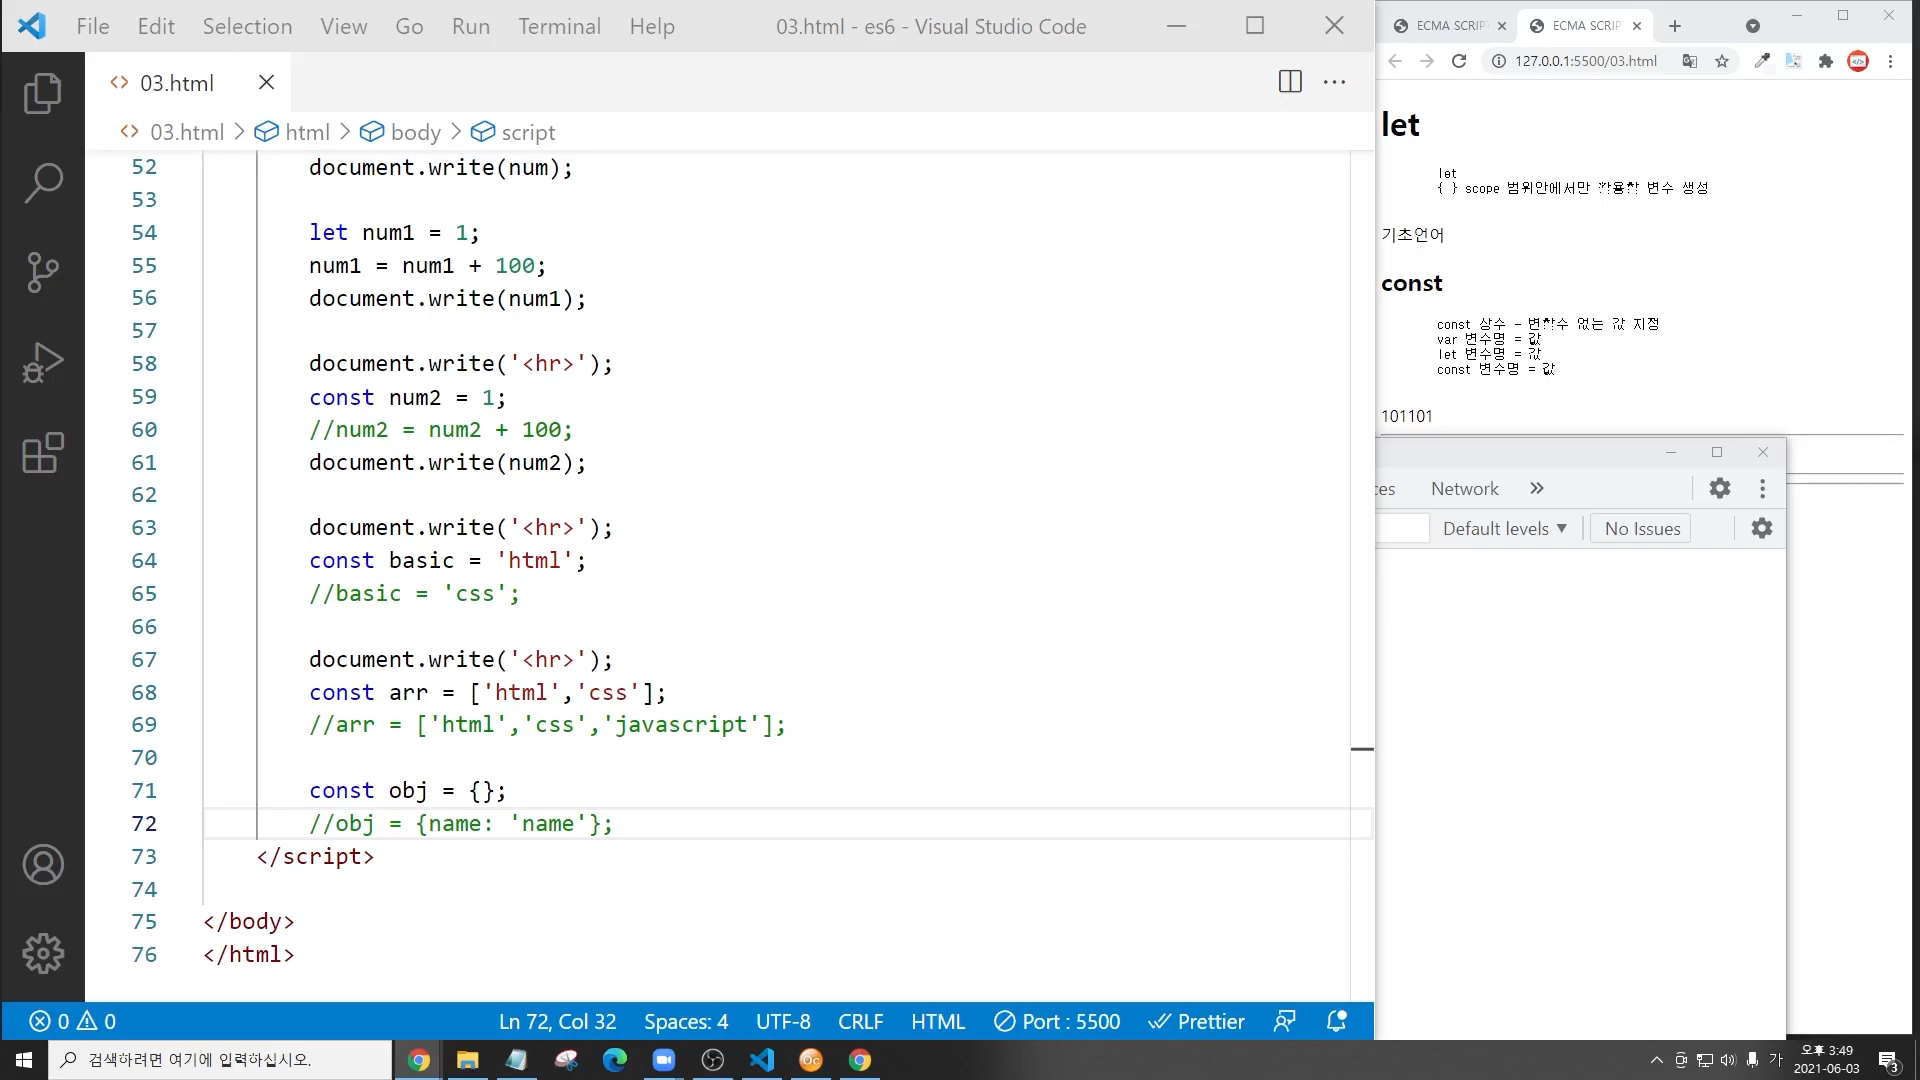 File Edit Selection View Go Run Terminal Help
03.html - es6 - Visual Studio Code
03.html
03.html > html > body > script
52 document.write(num);
53
54 let num1 = 1;
55 num1 = num1 + 100;
56 document.write(num1);
57
58 document.write('<hr>');
59 const num2 = 1;
60 //num2 = num2 + 100;
61 document.write(num2);
62
63 document.write('<hr>');
64 const basic = 'html';
65 //basic = 'css';
66
67 document.write('<hr>');
68 const arr = ['html','css'];
69 //arr = ['html','css','javascript'];
70
71 const obj = {};
72 //obj = {name: 'name'};
73 </script>
74
75 </body>
76 </html>
0 0
Ln 72, Col 32 Spaces: 4 UTF-8 CRLF HTML Port : 5500 Prettier
ECMA SCRIP
ECMA SCRIP
127.0.0.1:5500/03.html
let
let
{ } scope 범위안에서만 변수 생성
기초언어
const
const 상수 - 없는 값 지정
var 변수명 = 값
let 변수명 = 값
const 변수명 = 값
101101
ces Network »
Default levels ▼ No Issues
검색하려면 여기에 입력하십시오.
가
오후 3:49
2021-06-03
3